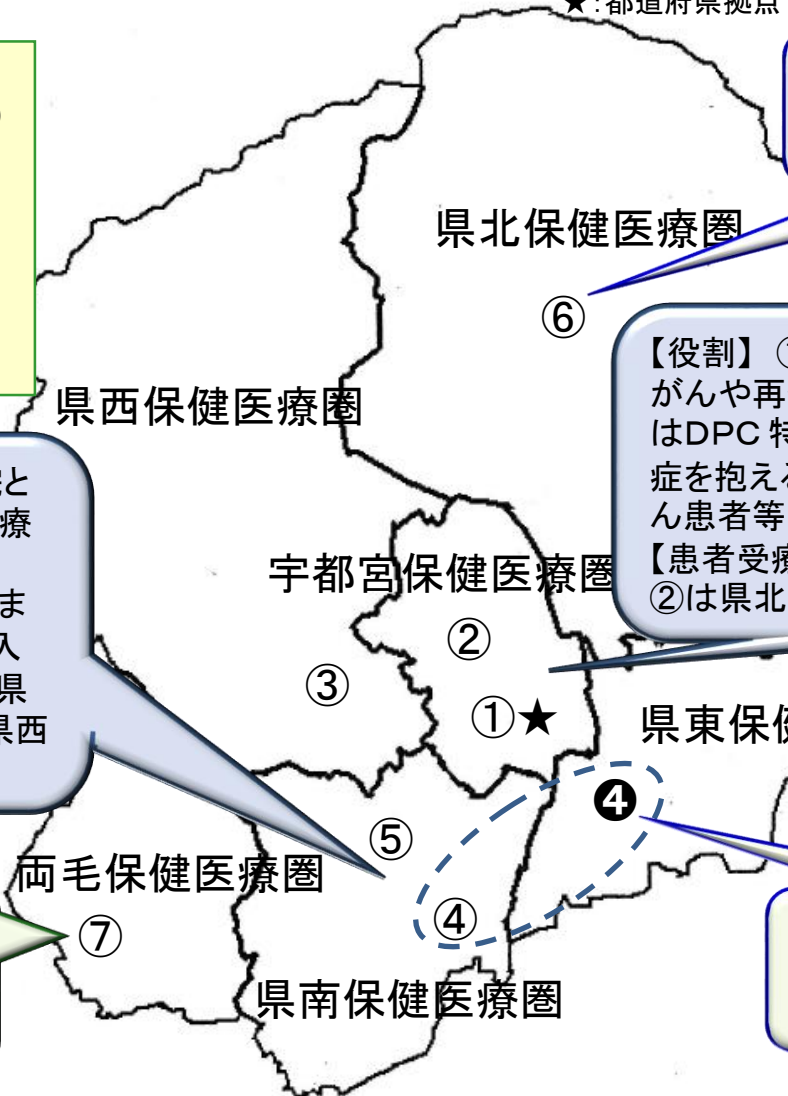 ★:都道府県拠点
県北保健医療圏
⑥
県西保健医療圏
【役割】
がんや再
はDPC 特
症を抱える
ん患者等
【患者受療
②は県北
院と
療
ま
入
県
県西
宇都宮保健医療圏
②
③
①★
県東保健
❹
⑤
④
両毛保健医療圏
⑦
県南保健医療圏